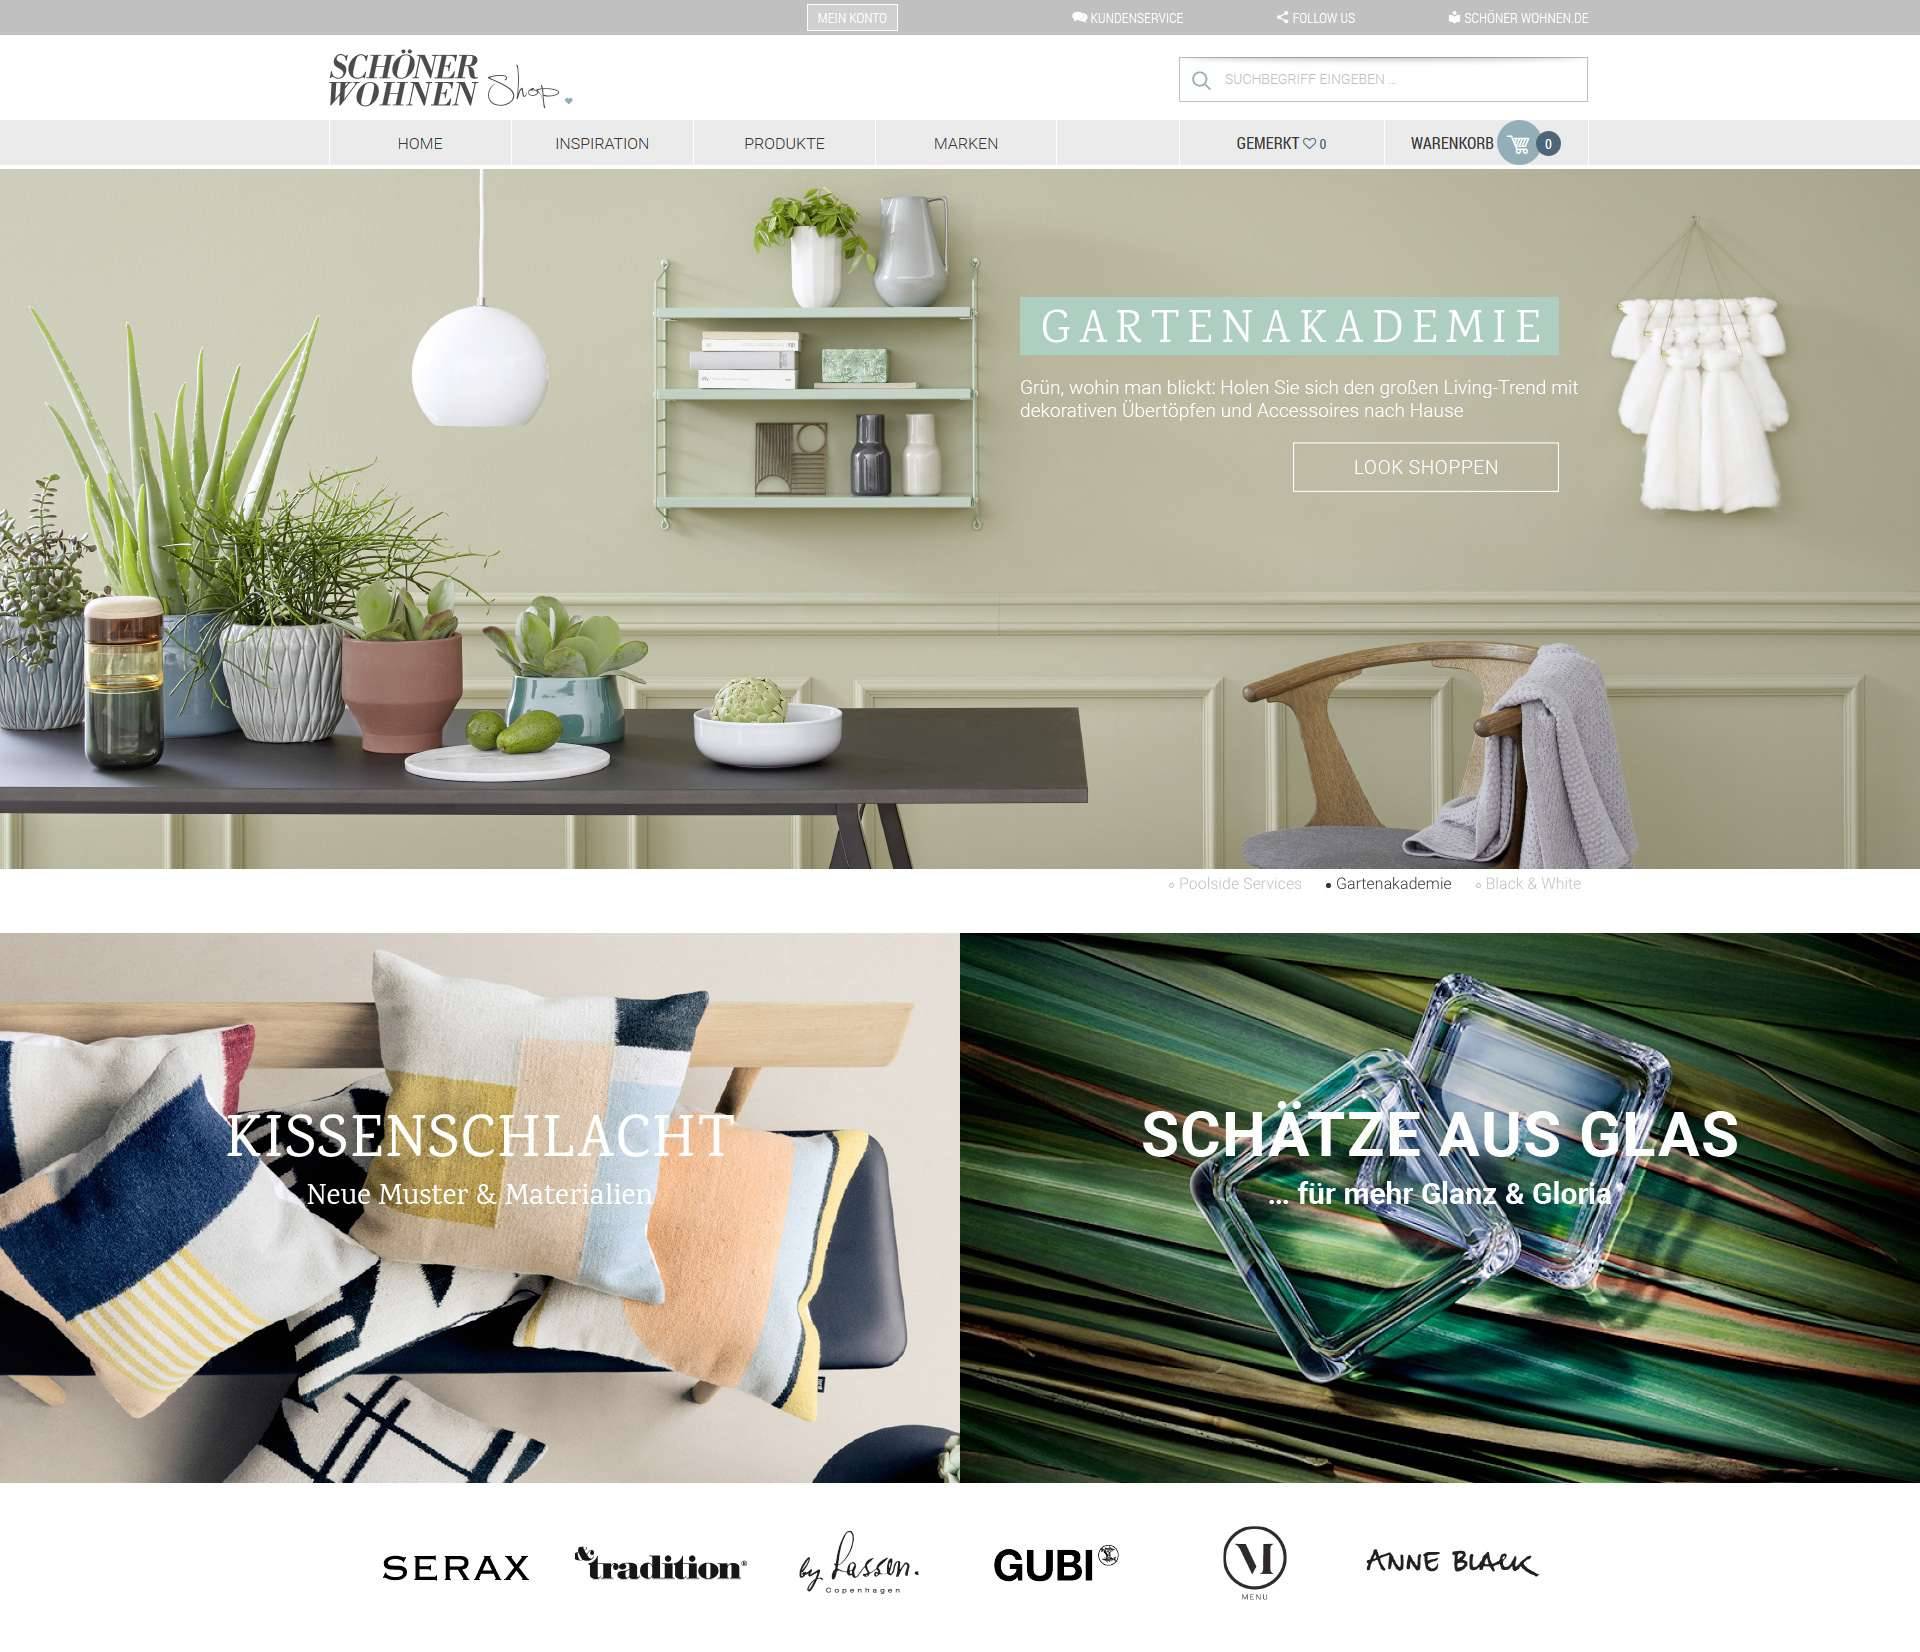 MEIN KONTO
KUNDENSERVICE
FOLLOW US
SCHÖNER WOHNEN.DE
SCHÖNER
WOHNEN Shop
SUCHBEGRIFF EINGEBEN ...
HOME
INSPIRATION
PRODUKTE
MARKEN
GEMERKT 0
WARENKORB 0
GARTENAKADEMIE
Grün, wohin man blickt: Holen Sie sich den großen Living-Trend mit
dekorativen Übertöpfen und Accessoires nach Hause
LOOK SHOPPEN
Poolside Services
Gartenakademie
Black & White
KISSENSCHLACHT
Neue Muster & Materialien
SCHÄTZE AUS GLAS
... für mehr Glanz & Gloria
SERAX
&tradition®
by Lassen.
Copenhagen
GUBI
M
MENU
ANNE BLACK